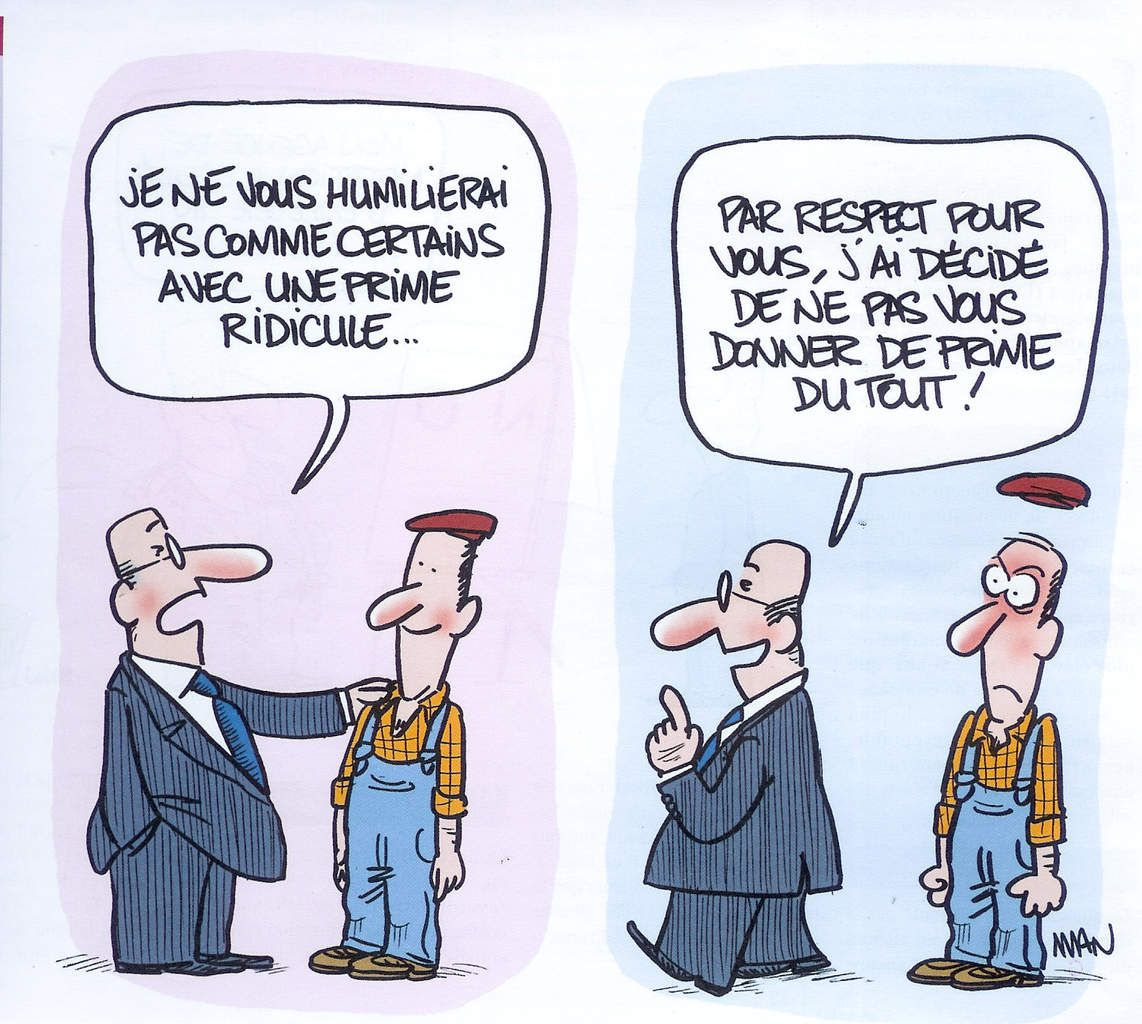 JE NE VOUS HUMILIERAI
PAS COMME CERTAINS
AVEC UNE PRIME
RIDICULE...
PAR RESPECT POUR
VOUS, J'AI DÉCIDÉ
DE NE PAS VOUS
DONNER DE PRIME
DU TOUT !
MAN